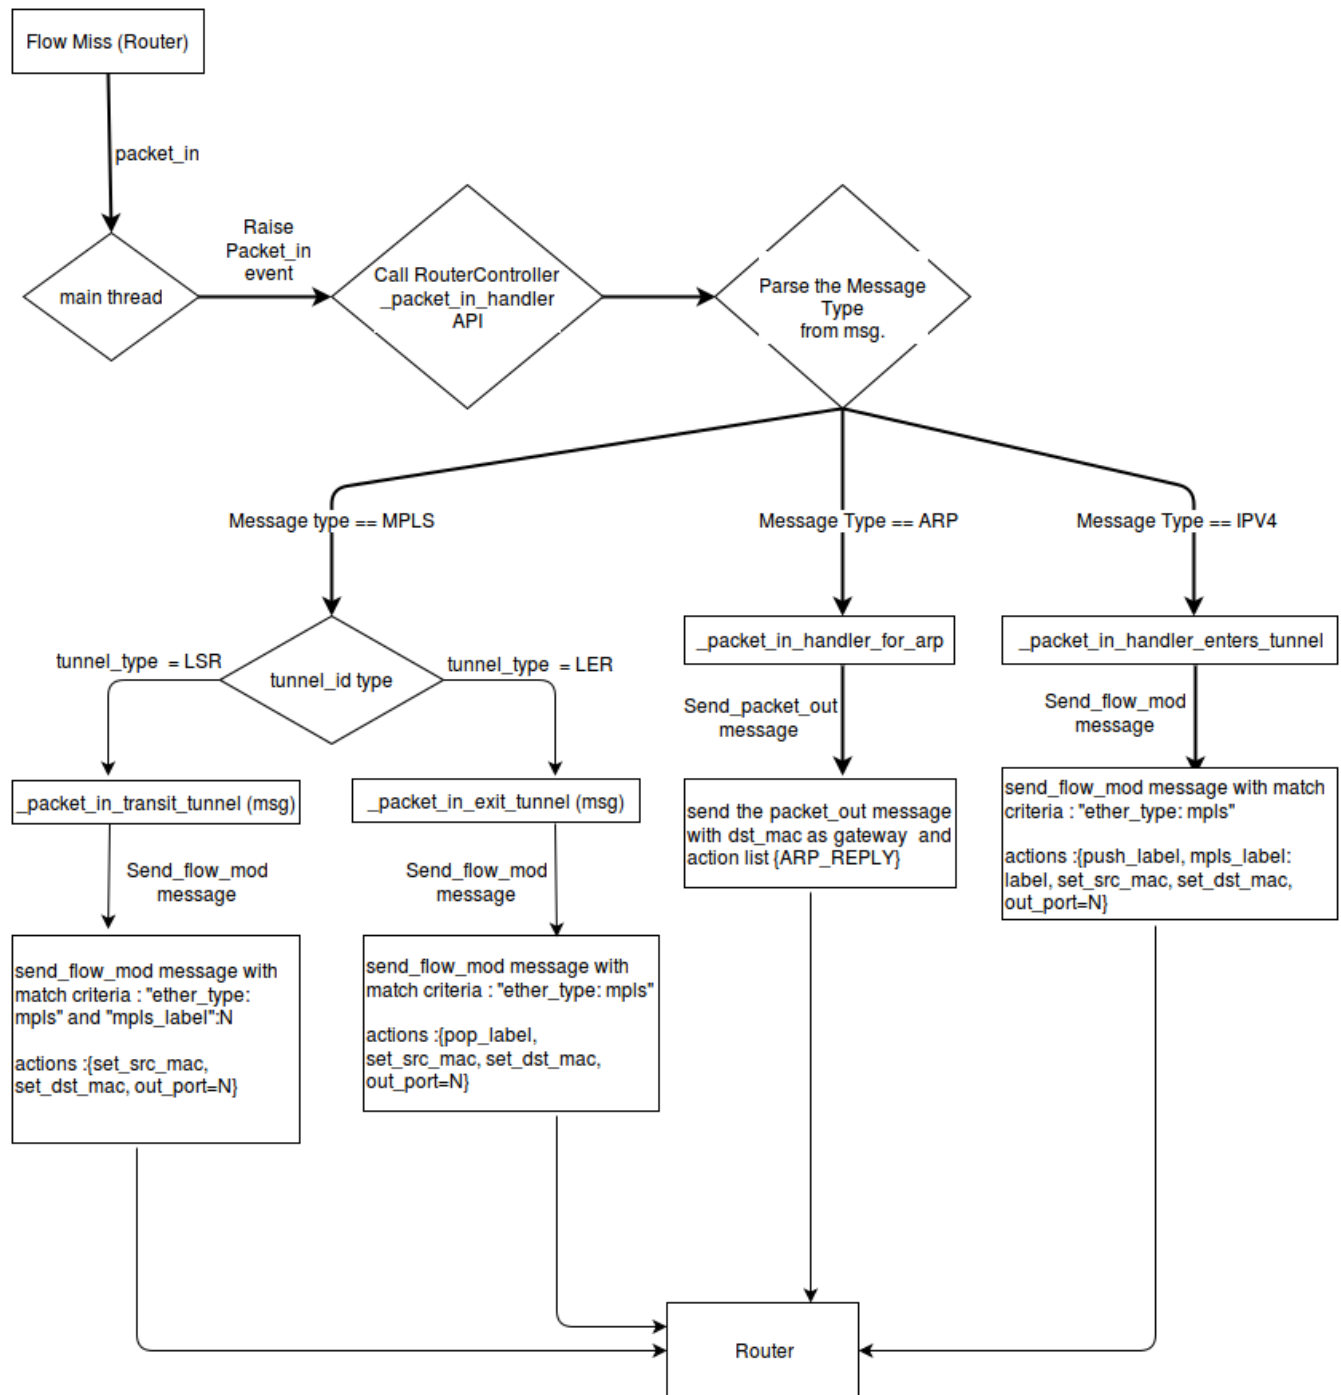 Flow Miss (Router)
packet_in
Raise
Packet_in
event
main thread
Call RouterController
_packet_in_handler
API
Parse the Message
Type
from msg.
Message type == MPLS
Message Type == ARP
Message Type == IPV4
tunnel_type  = LSR
tunnel_id type
tunnel_type  = LER
_packet_in_handler_for_arp
_packet_in_handler_enters_tunnel
Send_packet_out
message
Send_flow_mod
message
_packet_in_transit_tunnel (msg)
_packet_in_exit_tunnel (msg)
send the packet_out message
with dst_mac as gateway  and
action list {ARP_REPLY}
send_flow_mod message with match
criteria : "ether_type: mpls"
actions :{push_label, mpls_label:
label, set_src_mac, set_dst_mac,
out_port=N}
Send_flow_mod
message
Send_flow_mod
message
send_flow_mod message with
match criteria : "ether_type:
mpls" and "mpls_label":N
actions :{set_src_mac,
set_dst_mac, out_port=N}
send_flow_mod message with
match criteria : "ether_type: mpls"
actions :{pop_label,
set_src_mac, set_dst_mac,
out_port=N}
Router